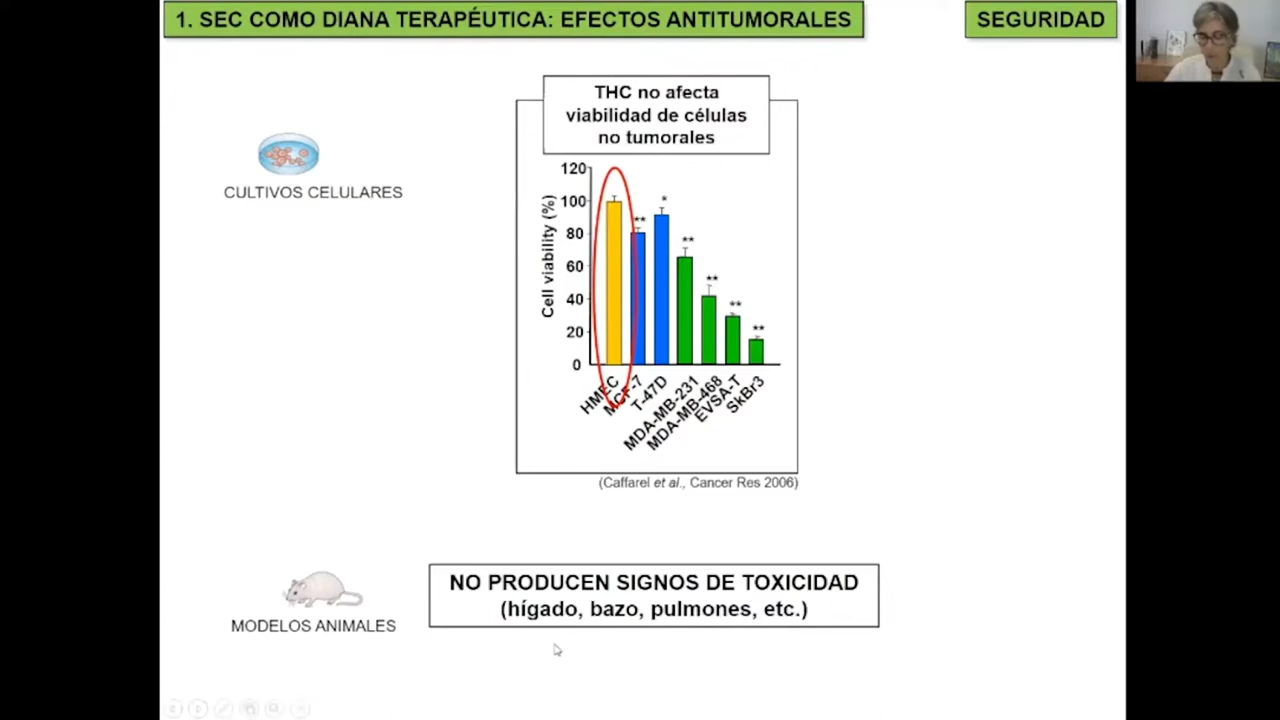 1. SEC COMO DIANA TERAPÉUTICA: EFECTOS ANTITUMORALES
SEGURIDAD
THC no afecta
viabilidad de células
no tumorales
CULTIVOS CELULARES
Cell viability (%)
120
100
80
60
40
20
0
**
*
**
**
**
**
HMEC
MCF-7
T-47D
MDA-MB-231
MDA-MB-468
EVSA-T
SkBr3
(Caffarel et al., Cancer Res 2006)
MODELOS ANIMALES
NO PRODUCEN SIGNOS DE TOXICIDAD
(hígado, bazo, pulmones, etc.)